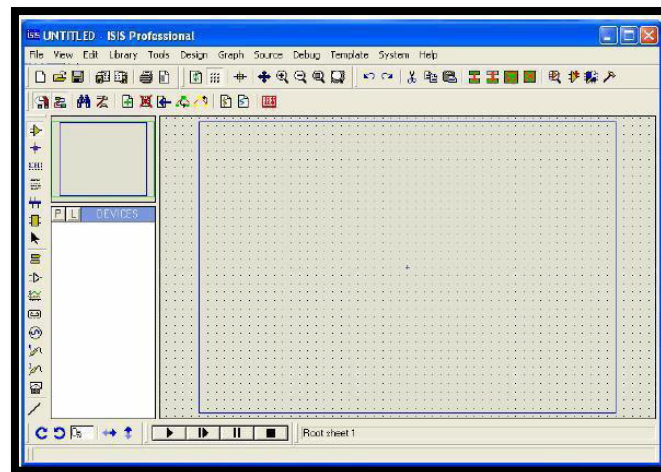 ISIS UNTITLED - ISIS Professional
File View Edit Library Tools Design Graph Source Debug Template System Help
P L DEVICES
Root sheet 1